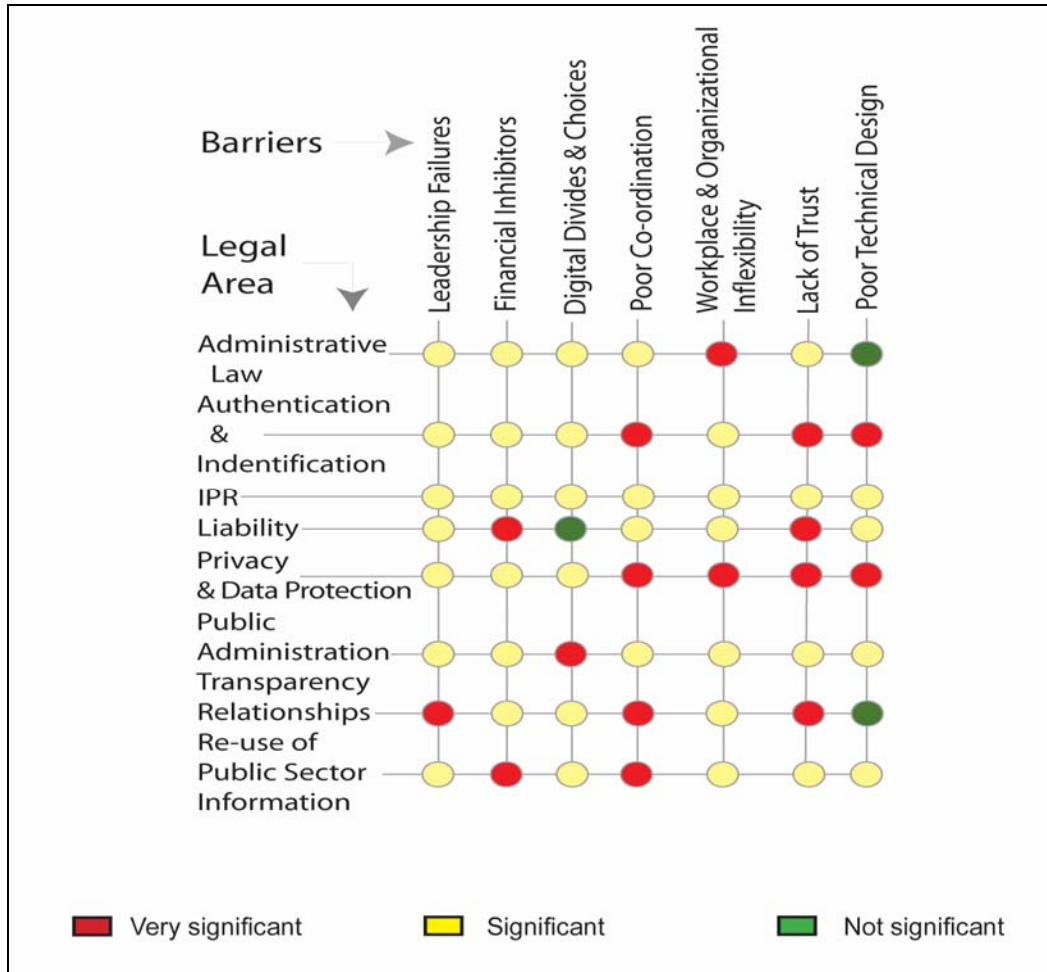 Barriers
Legal
Area
Leadership Failures
Financial Inhibitors
Digital Divides & Choices
Poor Co-ordination
Workplace & Organizational
Inflexibility
Lack of Trust
Poor Technical Design
Administrative
Law
Authentication
&
Indentification
IPR
Liability
Privacy
& Data Protection
Public
Administration
Transparency
Relationships
Re-use of
Public Sector
Information
Very significant
Significant
Not significant